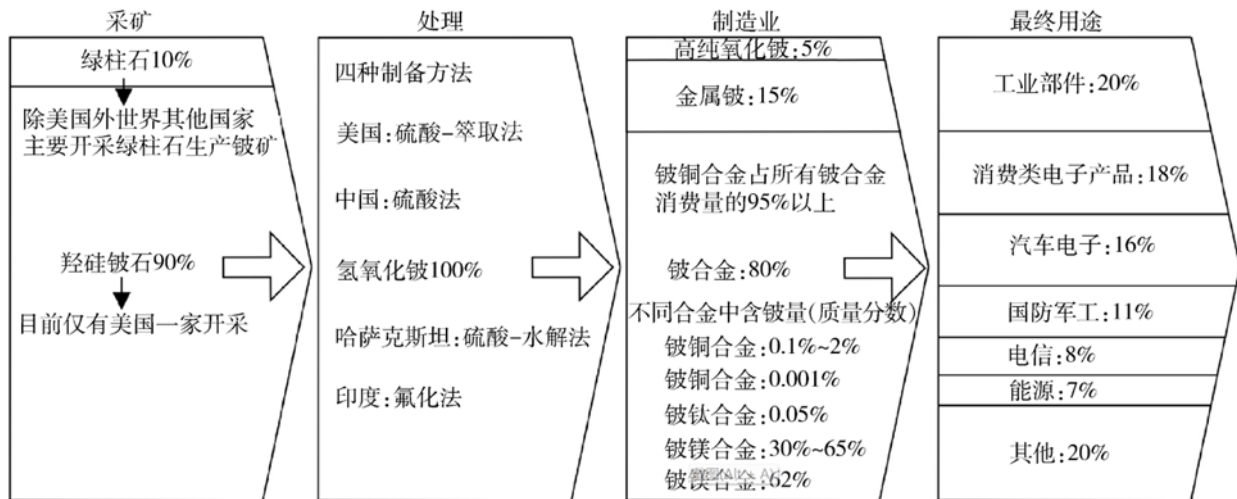 采矿
绿柱石10%
除美国外世界其他国家
主要开采绿柱石生产铍矿
羟硅铍石90%
目前仅有美国一家开采
处理
四种制备方法
美国:硫酸-萃取法
中国:硫酸法
氢氧化铍100%
哈萨克斯坦:硫酸-水解法
印度:氟化法
制造业
高纯氧化铍:5%
金属铍:15%
铍铜合金占所有铍合金
消费量的95%以上
铍合金:80%
不同合金中含铍量(质量分数)
铍铜合金:0.1%~2%
铍铜合金:0.001%
铍钛合金:0.05%
铍镁合金:30%~65%
铍镁合金:62%
最终用途
工业部件:20%
消费类电子产品:18%
汽车电子:16%
国防军工:11%
电信:8%
能源:7%
其他:20%